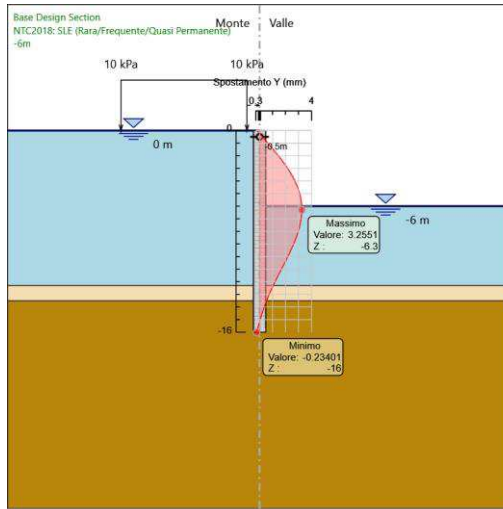 Base Design Section
NTC2018: SLE (Rara/Frequente/Quasi Permanente)
-6m
Monte
Valle
10 kPa
10 kPa
Spostamento Y (mm)
0.3
4
0
0 m
-0.5m
-6 m
Massimo
Valore: 3.2551
Z : -6.3
-16
Minimo
Valore: -0.23401
Z : -16